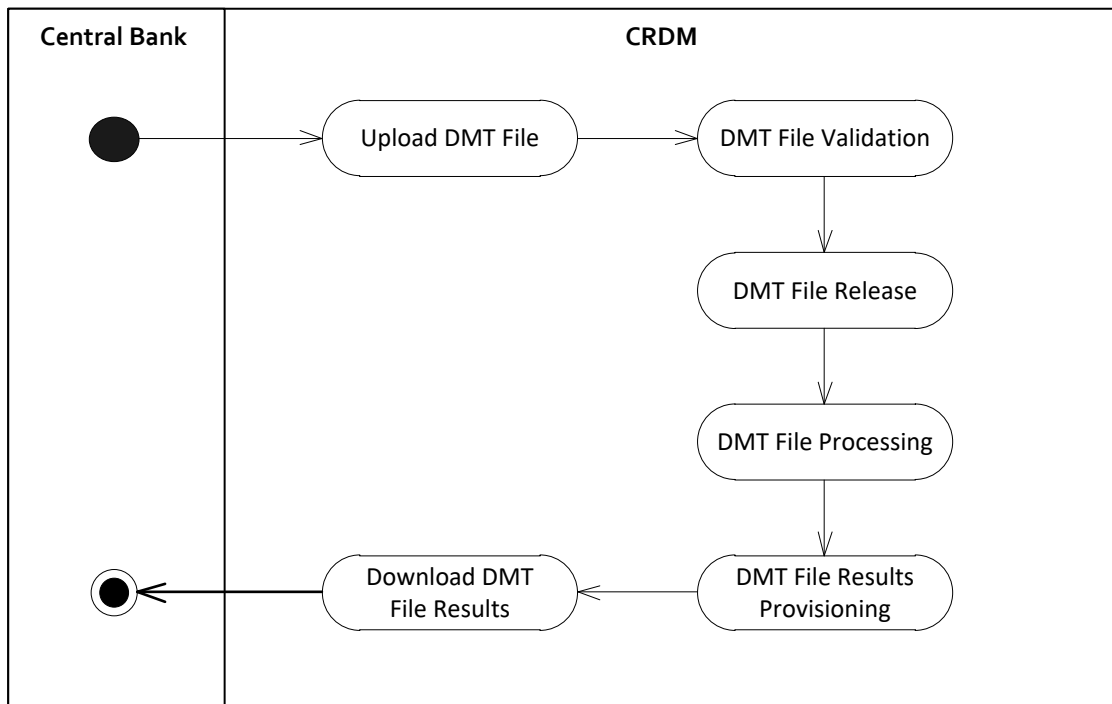 Central Bank
CRDM
Upload DMT File
DMT File Validation
DMT File Release
DMT File Processing
DMT File Results
Provisioning
Download DMT
File Results